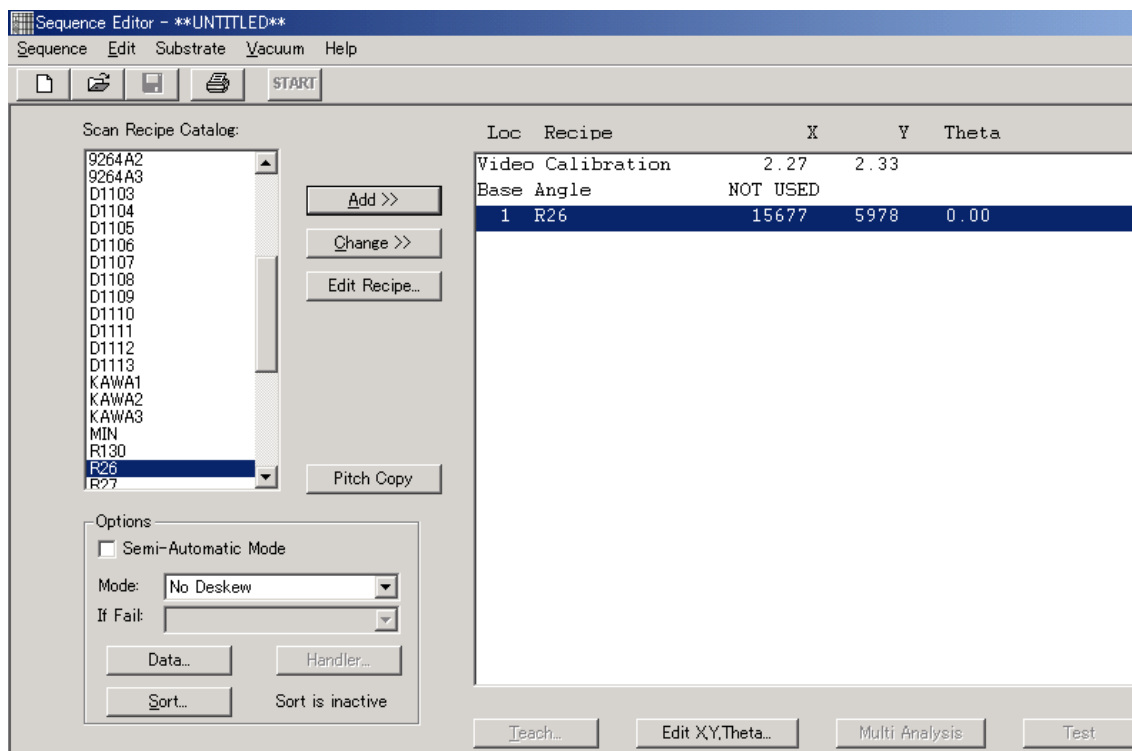 Sequence Editor - **UNTITLED**
Sequence Edit Substrate Vacuum Help
START
Scan Recipe Catalog:
9264A2
9264A3
D1103
D1104
D1105
D1106
D1107
D1108
D1109
D1110
D1111
D1112
D1113
KAWA1
KAWA2
KAWA3
MIN
R130
R26
R27
Add >>
Change >>
Edit Recipe...
Pitch Copy
Loc Recipe X Y Theta
Video Calibration 2.27 2.33
Base Angle NOT USED
1 R26 15677 5978 0.00
Options
Semi-Automatic Mode
Mode: No Deskew
If Fail:
Data... Handler...
Sort... Sort is inactive
Teach... Edit X,Y,Theta... Multi Analysis Test